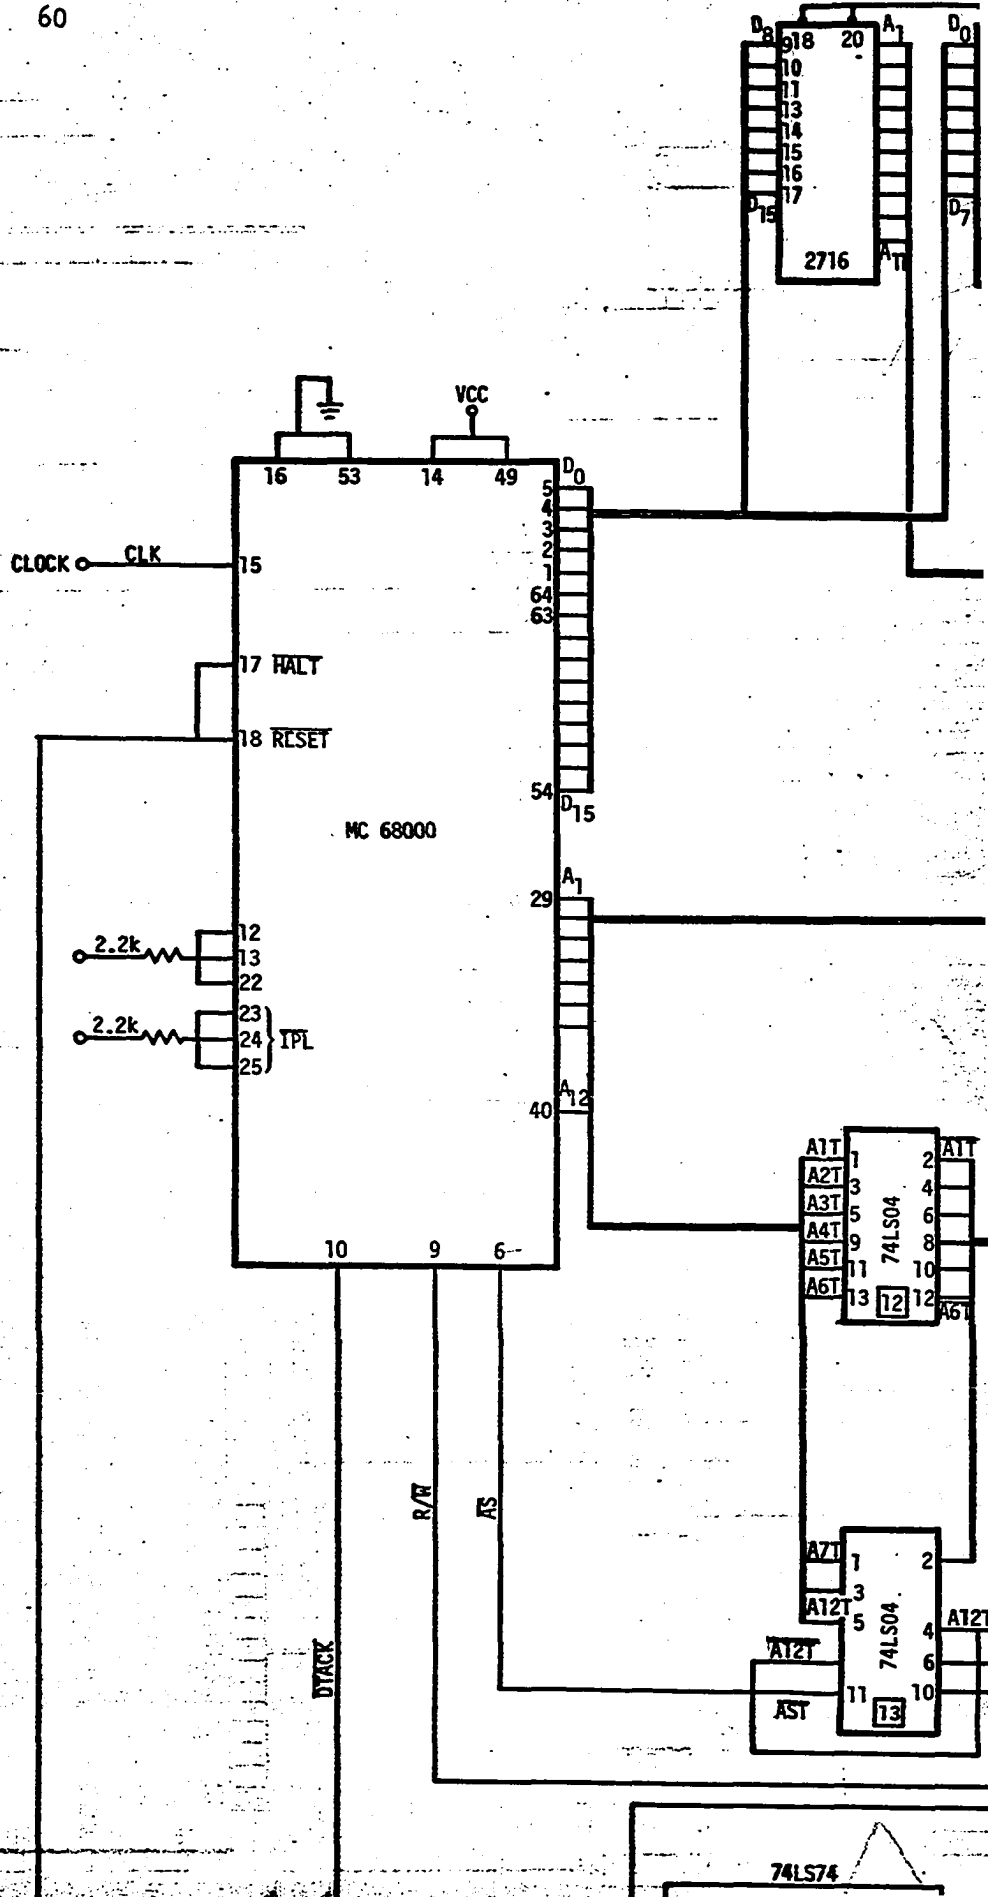 60
D8
18
20
A1
D0
9
10
11
13
14
15
16
17
D15
D7
A11
2716
VCC
16
53
14
49
D0
5
4
3
2
1
64
63
CLOCK
CLK
15
17 HALT
18 RESET
54
D15
MC 68000
A1
29
2.2k
12
13
22
2.2k
23
24
25
IPL
A12
40
10
9
6
A1T
1
2
A1T
A2T
3
4
A3T
5
6
A4T
9
8
A5T
11
10
A6T
13
12
A6T
74LS04
12
R/W
AS
DTACK
A7T
1
2
3
A12T
5
4
A12T
A12T
6
11
10
AST
74LS04
13
74LS74